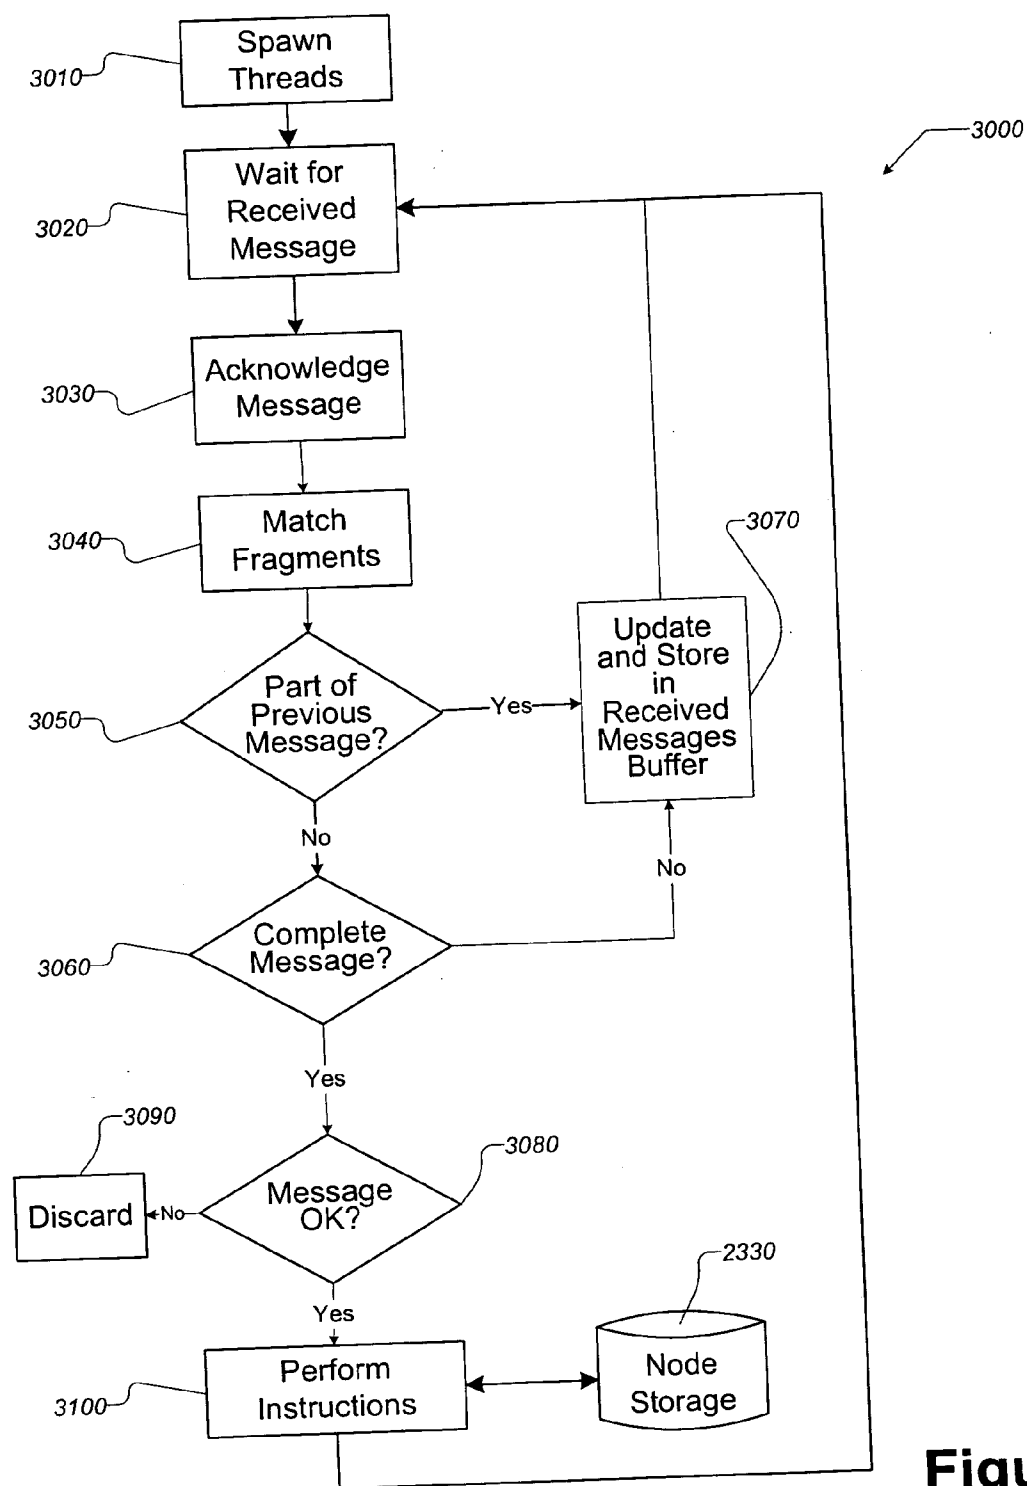 Spawn
Threads
3010
3000
Wait for
Received
Message
3020
Acknowledge
Message
3030
Match
Fragments
3040
3070
Update
and Store
in
Received
Messages
Buffer
Part of
Previous
Message?
3050
Yes
No
No
Complete
Message?
3060
Yes
3090
3080
Discard
No
Message
OK?
2330
Yes
Node
Storage
Perform
Instructions
3100
Figu